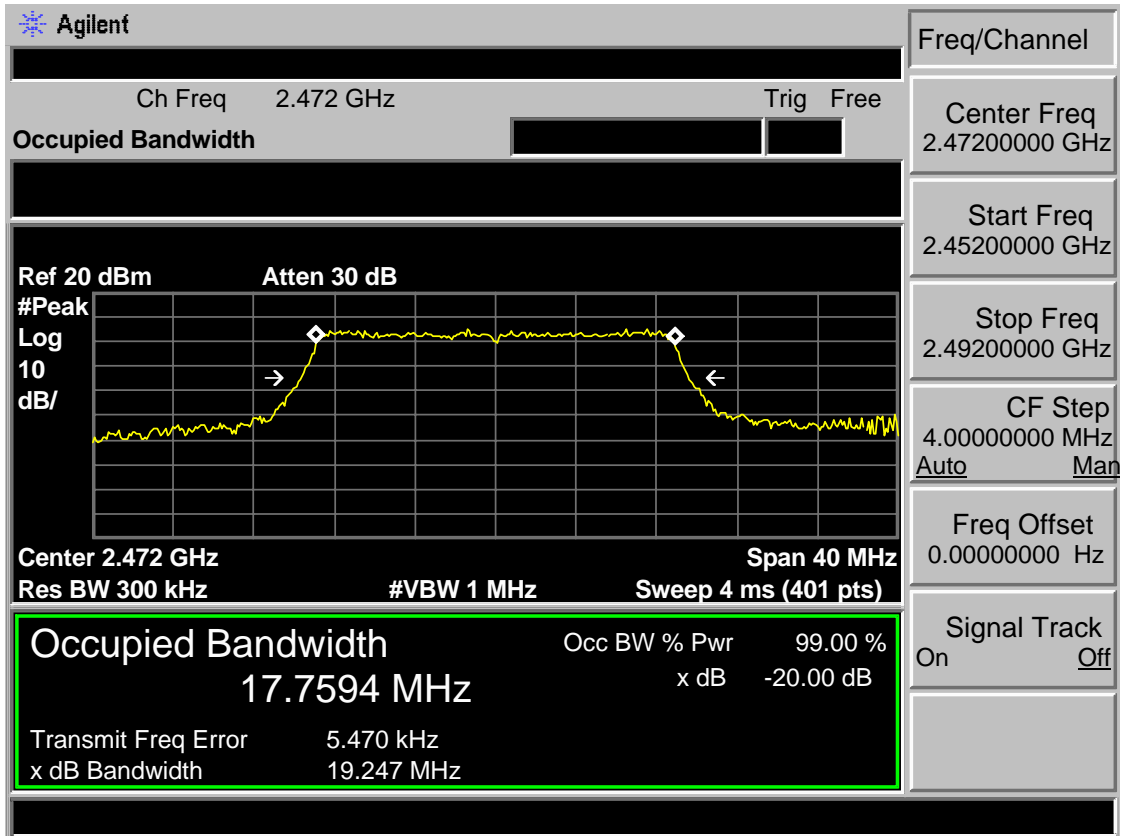 Agilent
Freq/Channel
Ch Freq 2.472 GHz Trig Free
Occupied Bandwidth
Center Freq
2.47200000 GHz
Start Freq
2.45200000 GHz
Stop Freq
2.49200000 GHz
CF Step
4.00000000 MHz
Auto Man
Freq Offset
0.00000000 Hz
Signal Track
On Off
Ref 20 dBm Atten 30 dB
#Peak
Log
10
dB/
Center 2.472 GHz Span 40 MHz
Res BW 300 kHz #VBW 1 MHz Sweep 4 ms (401 pts)
Occupied Bandwidth Occ BW % Pwr 99.00 %
17.7594 MHz x dB -20.00 dB
Transmit Freq Error 5.470 kHz
x dB Bandwidth 19.247 MHz